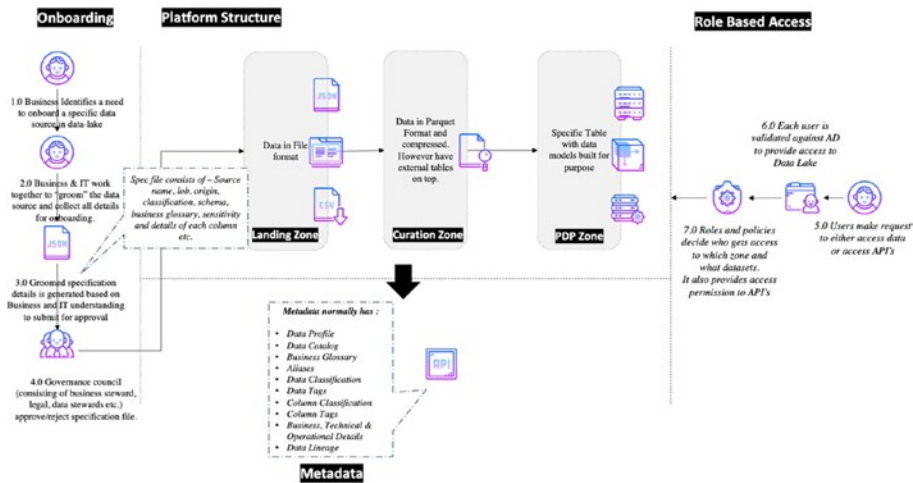 Onboarding
Platform Structure
Role Based Access
1.0 Business Identifies a need
to onboard a specific data
source in data-lake
2.0 Business & IT work
together to "groom" the data
source and collect all details
for onboarding.
JSON
3.0 Groomed specification
details is generated based on
Business and IT understanding
to submit for approval
4.0 Governance council
(consisting of business steward,
legal, data stewards etc.)
approve/reject specification file.
Spec file consists of – Source
name, lob, origin,
classification, schema,
business glossary, sensitivity
and details of each column
etc.
JSON
Data in File
format
CSV
Landing Zone
Data in Parquet
Format and compressed.
However have
external tables on
top.
Curation Zone
Specific Table
with data
models built for
purpose
PDP Zone
6.0 Each user is
validated against AD
to provide access to
Data Lake
5.0 Users make request
to either access data
or access API's
7.0 Roles and policies
decide who gets access
to which zone and
what datasets.
It also provides access
permission to API's
Metadata normally has :
• Data Profile
• Data Catalog
• Business Glossary
• Aliases
• Data Classification
• Data Tags
• Column Classification
• Column Tags
• Business, Technical &
Operational Details
• Data Lineage
API
Metadata